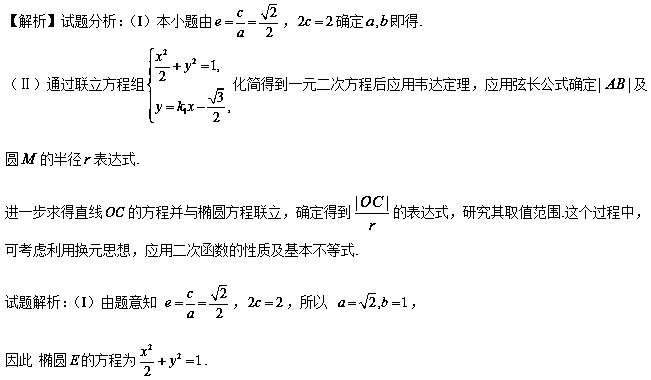 【解析】试题分析：(Ⅰ) 本小题由 e=c/a=√2/2，2c=2 确定 a,b 即得.
(Ⅱ) 通过联立方程组 { x²/2+y²=1, y=k₁x-√3/2, 化简得到一元二次方程后应用韦达定理，应用弦长公式确定|AB|及
圆 M 的半径 r 表达式.
进一步求得直线 OC 的方程并与椭圆方程联立，确定得到 |OC|/r 的表达式，研究其取值范围.这个过程中，
可考虑利用换元思想，应用二次函数的性质及基本不等式.
试题解析：(Ⅰ) 由题意知 e=c/a=√2/2，2c=2，所以 a=√2,b=1，
因此 椭圆 E 的方程为 x²/2+y²=1.